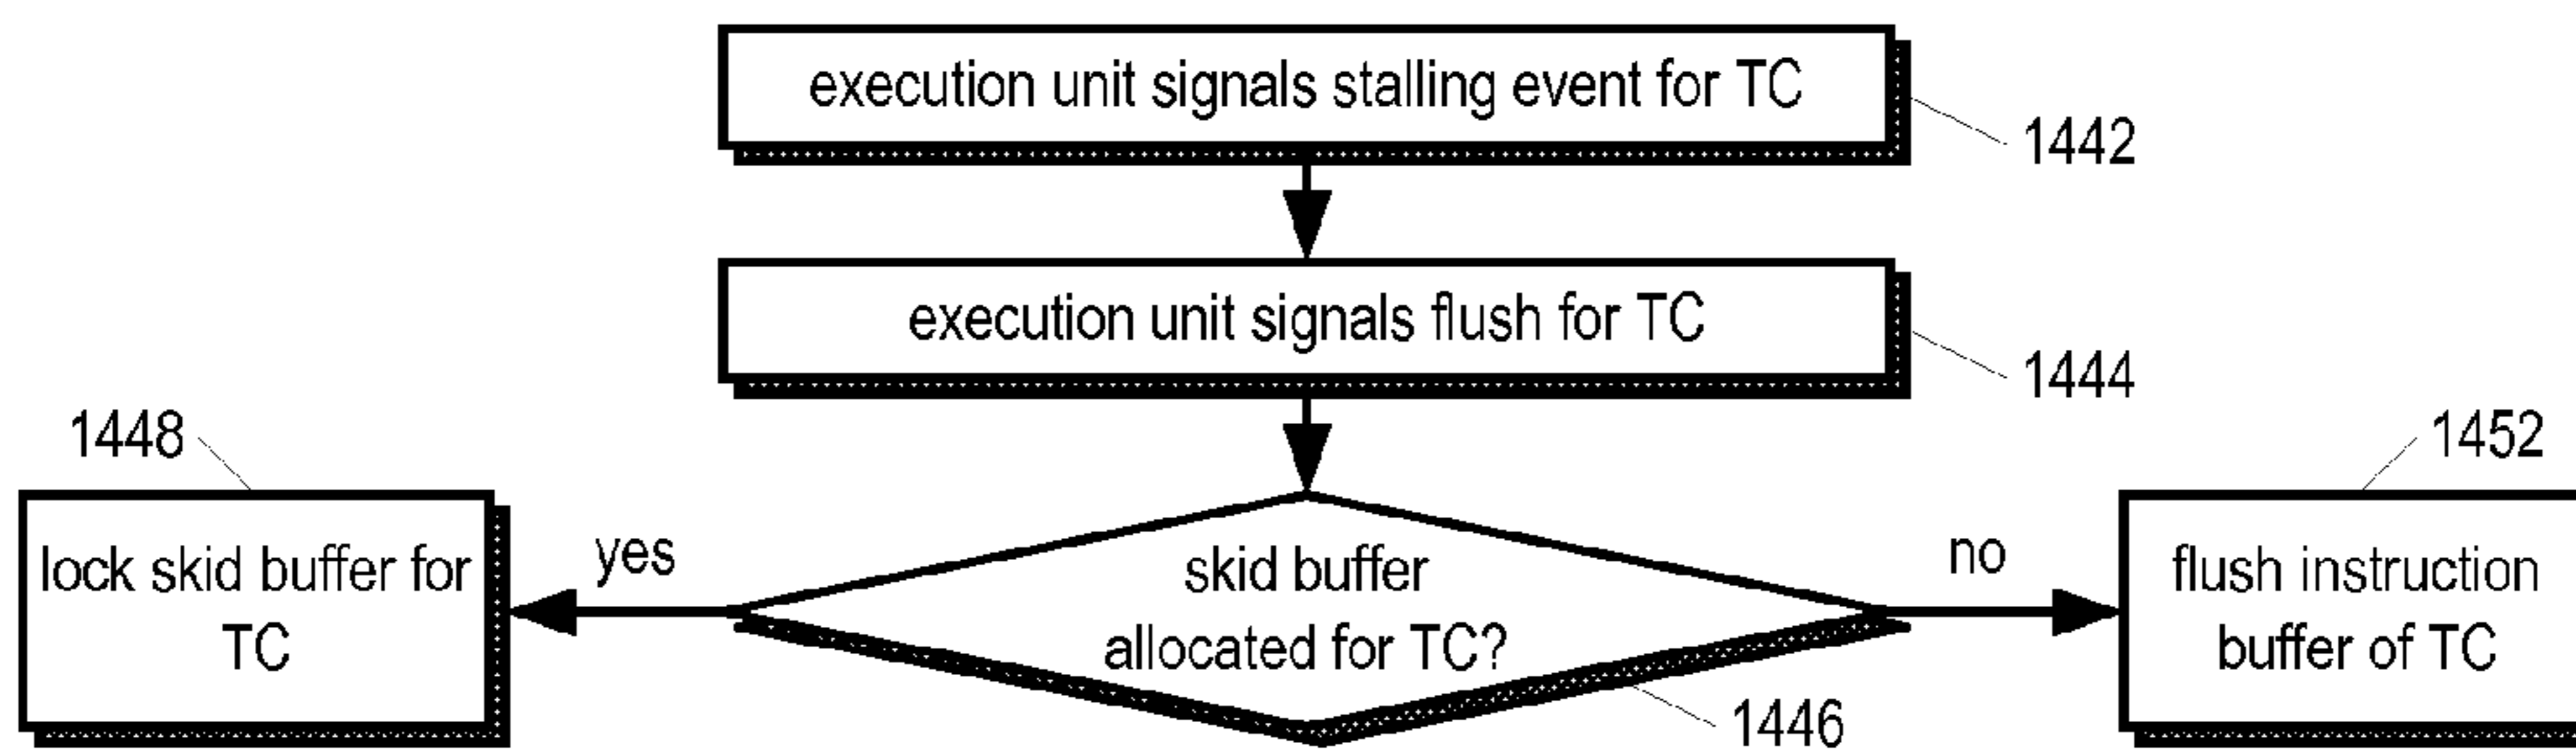 execution unit signals stalling event for TC
1442
execution unit signals flush for TC
1444
1448
1452
lock skid buffer for
TC
yes
skid buffer
allocated for TC?
no
flush instruction
buffer of TC
1446